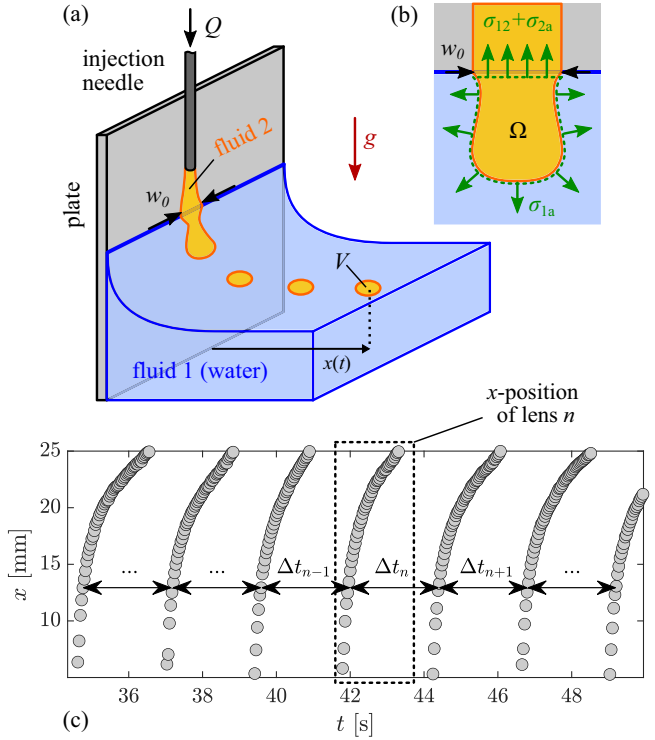 (a)
Q
injection
needle
fluid 2
w₀
g
plate
V
x(t)
fluid 1 (water)
(b)
σ₁₂+σ₂ₐ
w₀
Ω
σ₁ₐ
x-position
of lens n
25
20
15
10
x [mm]
...
...
Δtₙ₋₁
Δtₙ
Δtₙ₊₁
...
36
38
40
42
44
46
48
t [s]
(c)